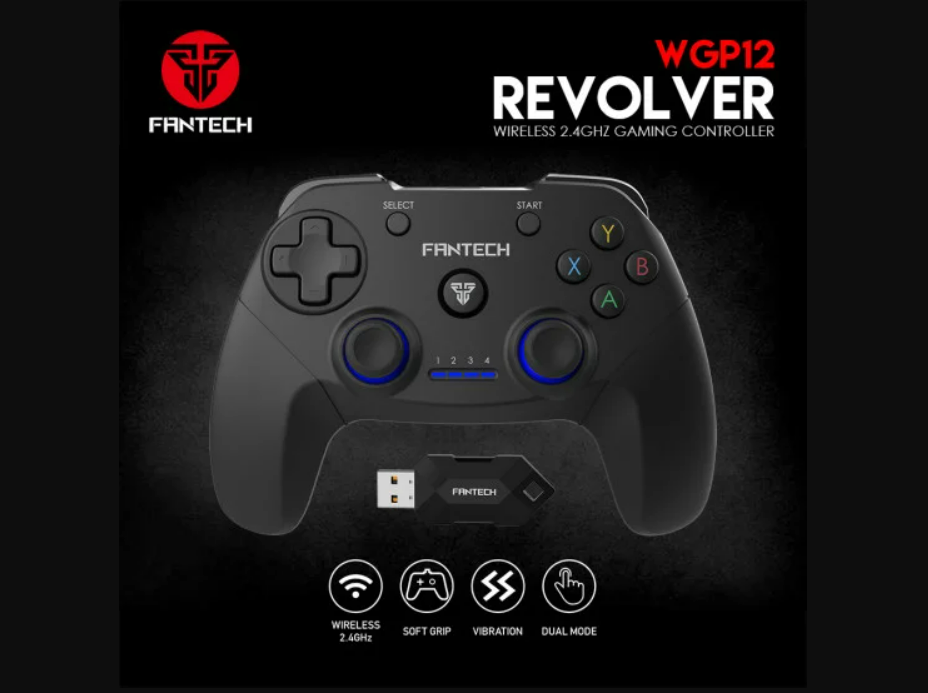 FANTECH
WGP12
REVOLVER
WIRELESS 2.4GHZ GAMING CONTROLLER
SELECT
START
FANTECH
Y
X
B
A
1 2 3 4
FANTECH
WIRELESS
2.4GHz
SOFT GRIP
VIBRATION
DUAL MODE